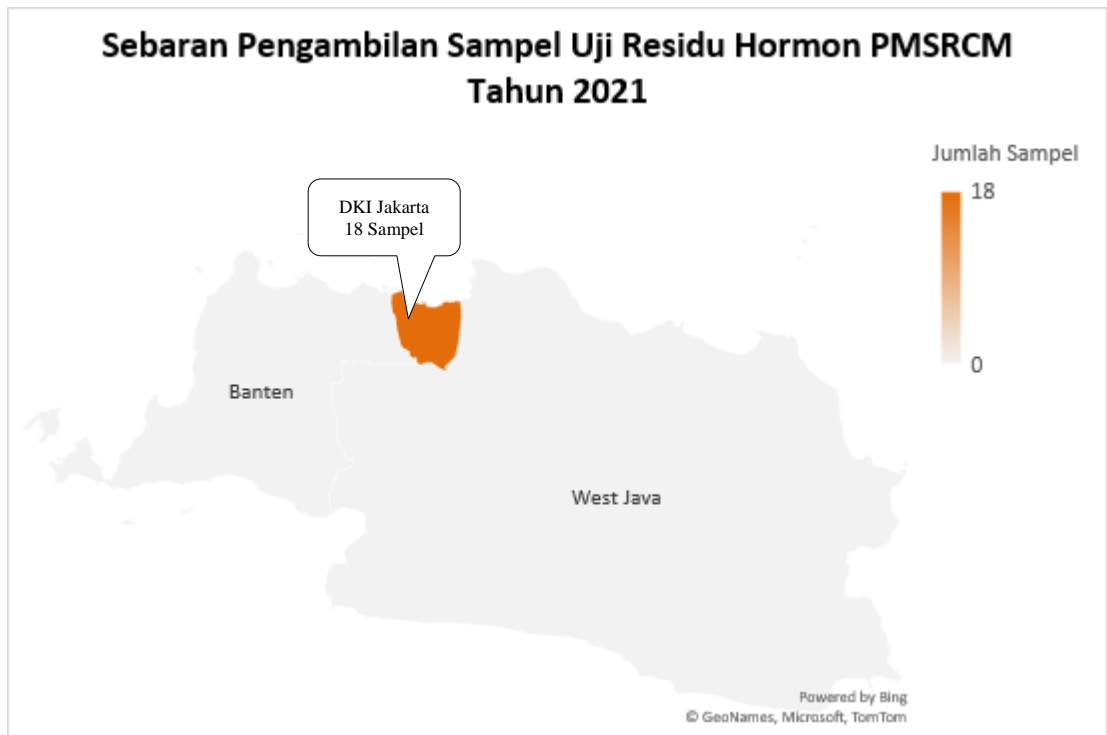 Sebaran Pengambilan Sampel Uji Residu Hormon PMSRCM
Tahun 2021
Jumlah Sampel
18
0
DKI Jakarta
18 Sampel
Banten
West Java
Powered by Bing
© GeoNames, Microsoft, TomTom